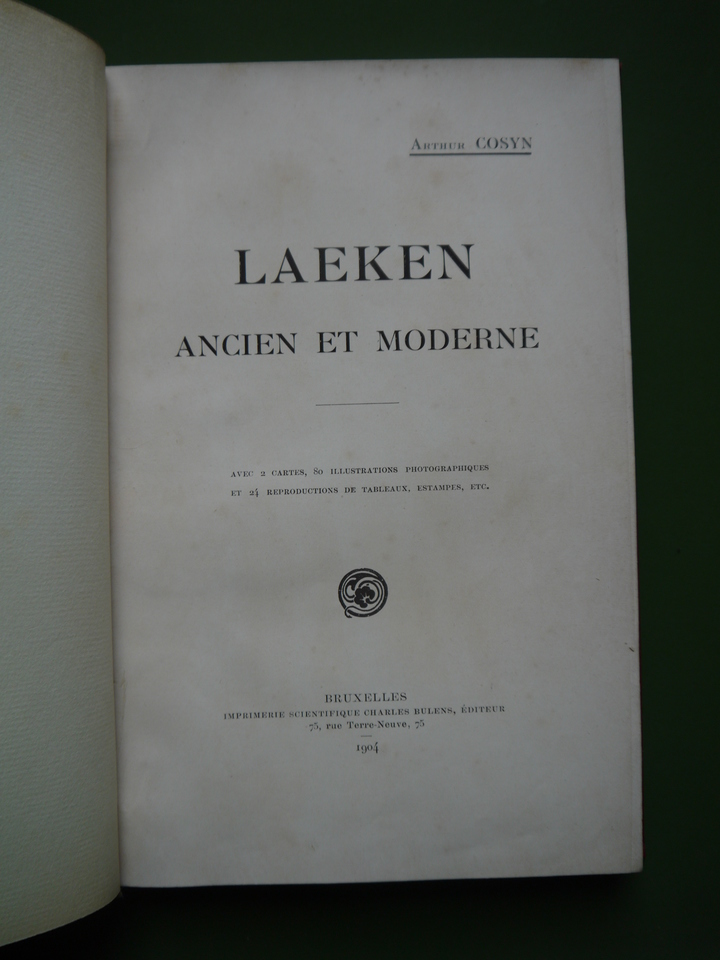 Arthur COSYN
LAEKEN
ANCIEN ET MODERNE
AVEC 2 CARTES, 80 ILLUSTRATIONS PHOTOGRAPHIQUES
ET 24 REPRODUCTIONS DE TABLEAUX, ESTAMPES, ETC.
BRUXELLES
IMPRIMERIE SCIENTIFIQUE CHARLES BULENS, ÉDITEUR
75, rue Terre-Neuve, 75
1904